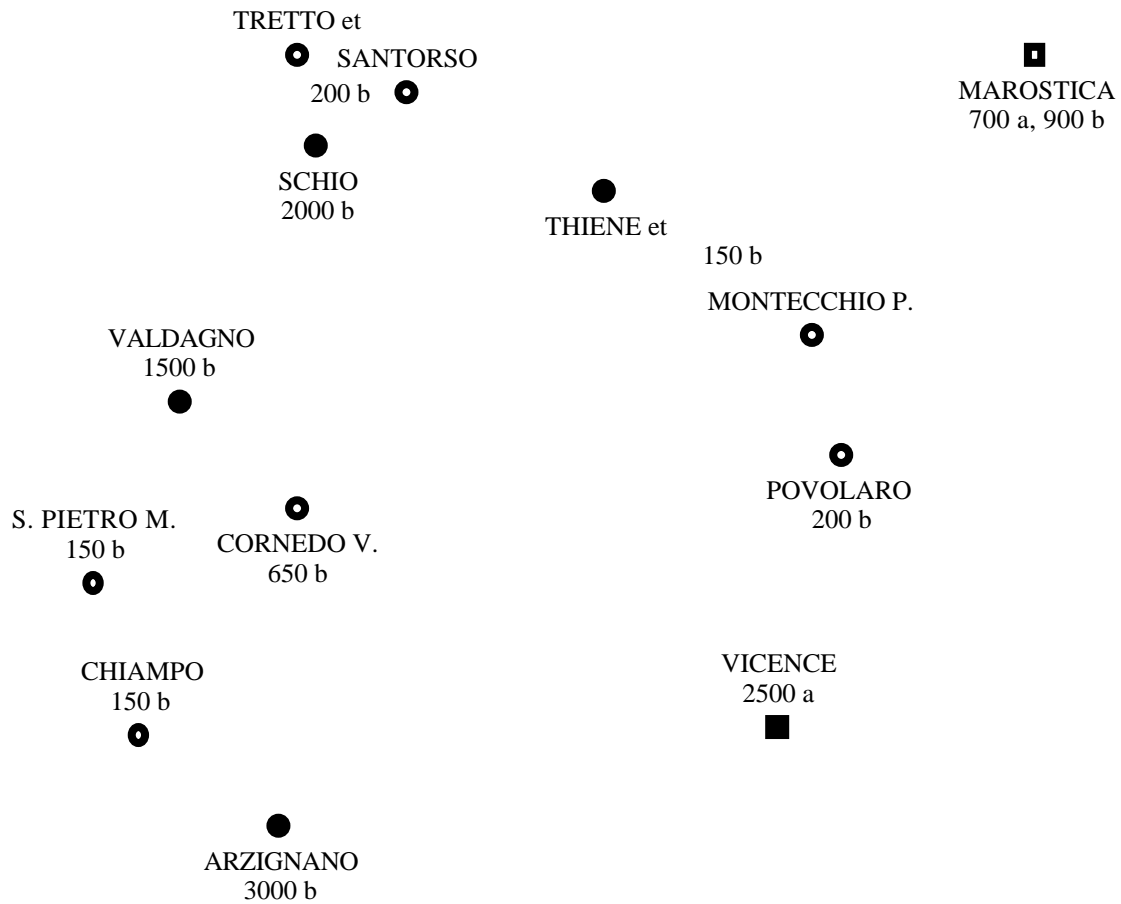 TRETTO et
SANTORSO
200 b
MAROSTICA
700 a, 900 b
SCHIO
2000 b
THIENE et
150 b
MONTECCHIO P.
VALDAGNO
1500 b
POVOLARO
200 b
S. PIETRO M.
150 b
CORNEDO V.
650 b
CHIAMPO
150 b
VICENCE
2500 a
ARZIGNANO
3000 b